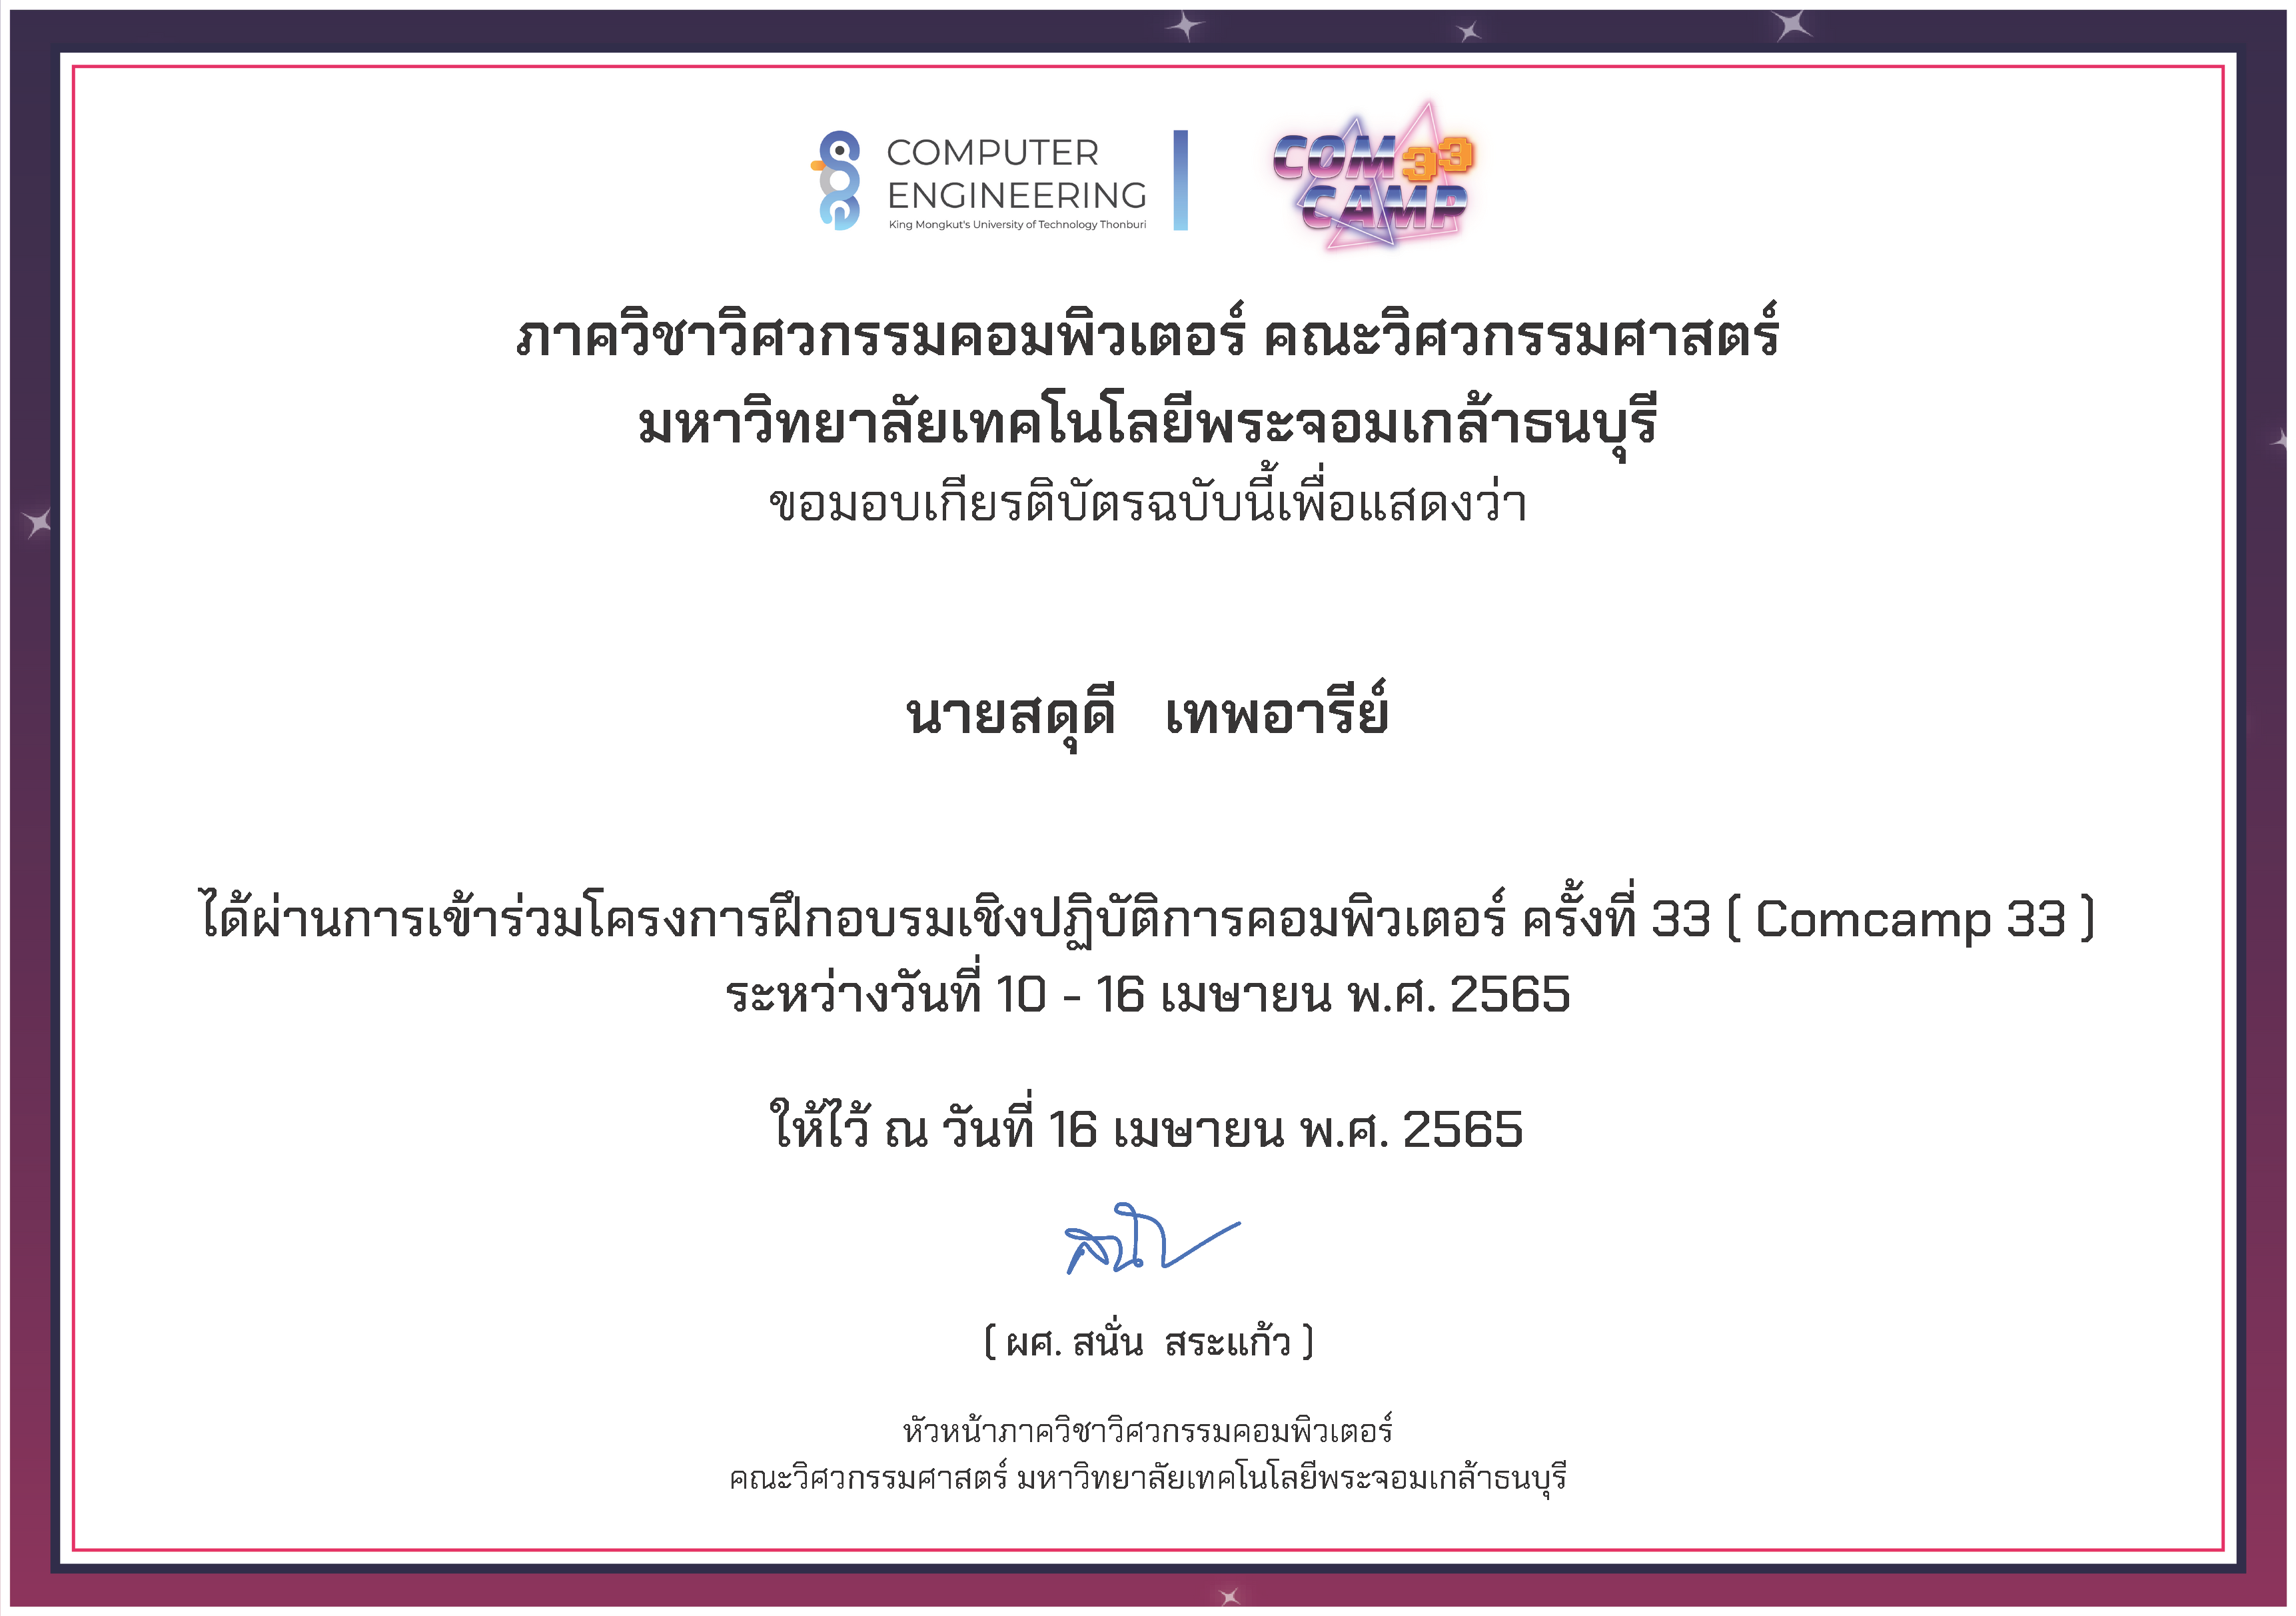 COMPUTER
ENGINEERING
King Mongkut's University of Technology Thonburi
COM 33
CAMP
ภาควิชาวิศวกรรมคอมพิวเตอร์ คณะวิศวกรรมศาสตร์
มหาวิทยาลัยเทคโนโลยีพระจอมเกล้าธนบุรี
ขอมอบเกียรติบัตรฉบับนี้เพื่อแสดงว่า
นายสดุดี เทพอารีย์
ได้ผ่านการเข้าร่วมโครงการฝึกอบรมเชิงปฏิบัติการคอมพิวเตอร์ ครั้งที่ 33 ( Comcamp 33 )
ระหว่างวันที่ 10 - 16 เมษายน พ.ศ. 2565
ให้ไว้ ณ วันที่ 16 เมษายน พ.ศ. 2565
( ผศ. สนั่น สระแก้ว )
หัวหน้าภาควิชาวิศวกรรมคอมพิวเตอร์
คณะวิศวกรรมศาสตร์ มหาวิทยาลัยเทคโนโลยีพระจอมเกล้าธนบุรี